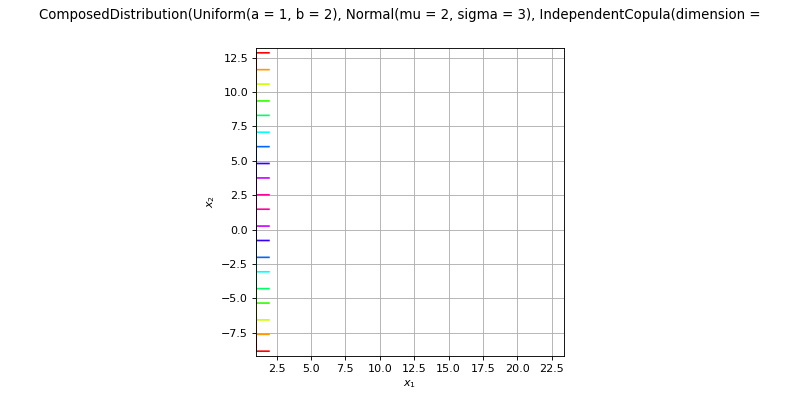 ComposedDistribution(Uniform(a = 1, b = 2), Normal(mu = 2, sigma = 3), IndependentCopula(dimension =
12.5
10.0
7.5
5.0
2.5
0.0
−2.5
−5.0
−7.5
x₂
2.5 5.0 7.5 10.0 12.5 15.0 17.5 20.0 22.5
x₁